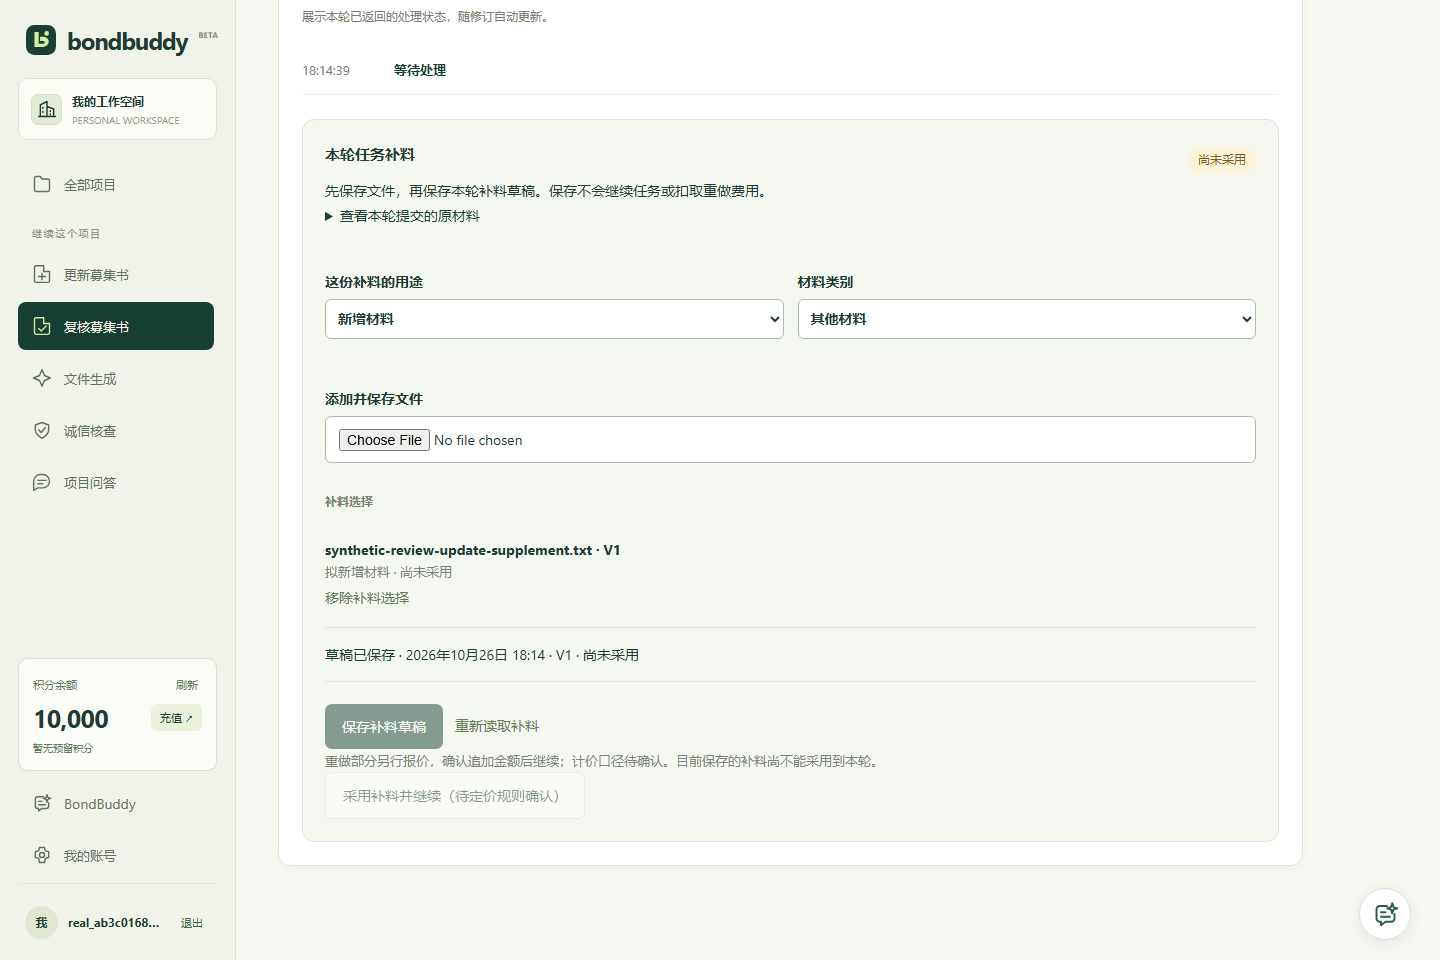 bondbuddy BETA
我的工作空间
PERSONAL WORKSPACE
全部项目
继续这个项目
更新募集书
复核募集书
文件生成
诚信核查
项目问答
积分余额 刷新
10,000 充值 ↗
暂无预留积分
BondBuddy
我的账号
我 real_ab3c0168... 退出
展示本轮已返回的处理状态，随修订自动更新。
18:14:39 等待处理
本轮任务补料 尚未采用
先保存文件，再保存本轮补料草稿。保存不会继续任务或扣取重做费用。
▶ 查看本轮提交的原材料
这份补料的用途 材料类别
新增材料 其他材料
添加并保存文件
Choose File No file chosen
补料选择
synthetic-review-update-supplement.txt · V1
拟新增材料 · 尚未采用
移除补料选择
草稿已保存 · 2026年10月26日 18:14 · V1 · 尚未采用
保存补料草稿 重新读取补料
重做部分另行报价，确认追加金额后继续；计价口径待确认。目前保存的补料尚不能采用到本轮。
采用补料并继续（待定价规则确认）